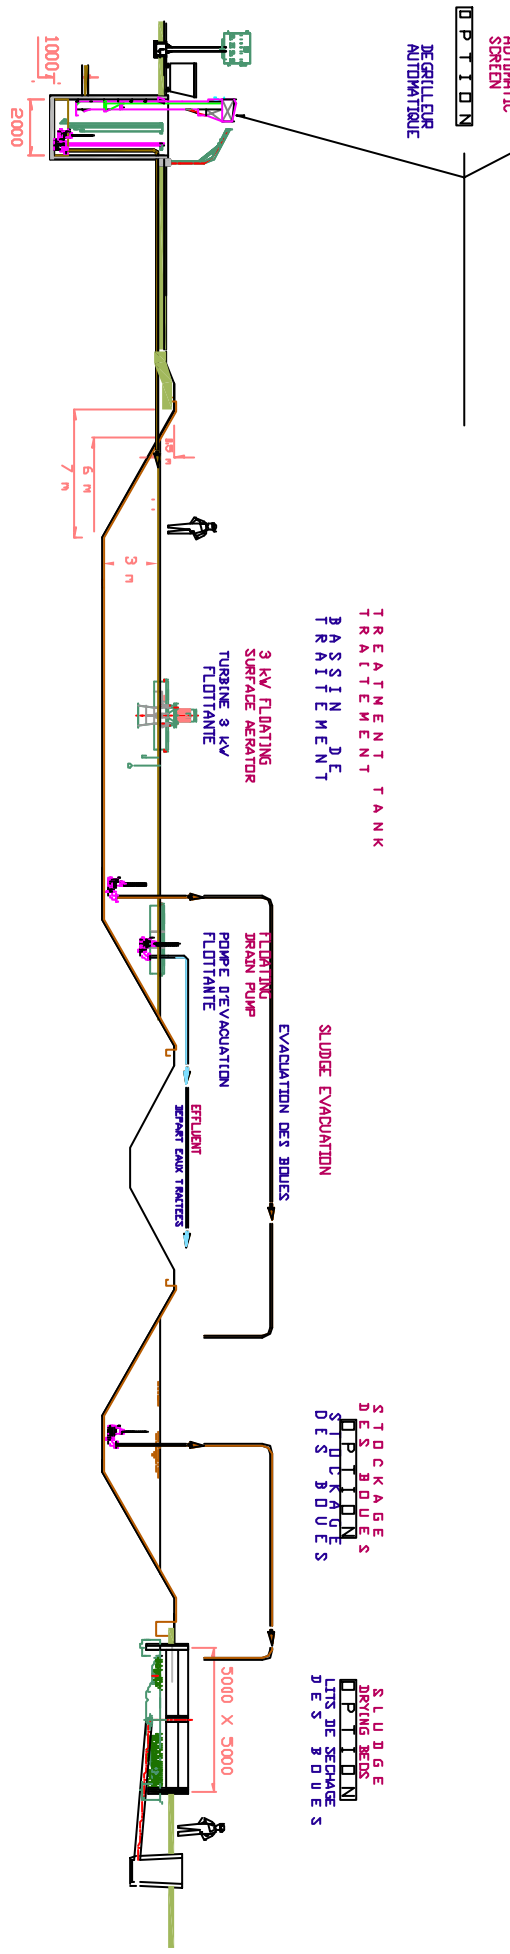 AUTOMATIC
SCREEN
OPTION
DEGRILLEUR
AUTOMATIQUE
1000
2000
1.5 m
6 m
7 m
3 m
TREATMENT TANK
TRAITEMENT
BASSIN DE
TRAITEMENT
3 kW FLOATING
SURFACE AERATOR
TURBINE 3 kW
FLOTTANTE
FLOATING
DRAIN PUMP
POMPE D'EVACUATION
FLOTTANTE
SLUDGE EVACUATION
EVACUATION DES BOUES
EFFLUENT
DEPART EAUX TRAITEES
STOCKAGE
DES BOUES
OPTION
STOCKAGE
DES BOUES
SLUDGE
DRYING BEDS
OPTION
LITS DE SECHAGE
DES BOUES
5000 X 5000